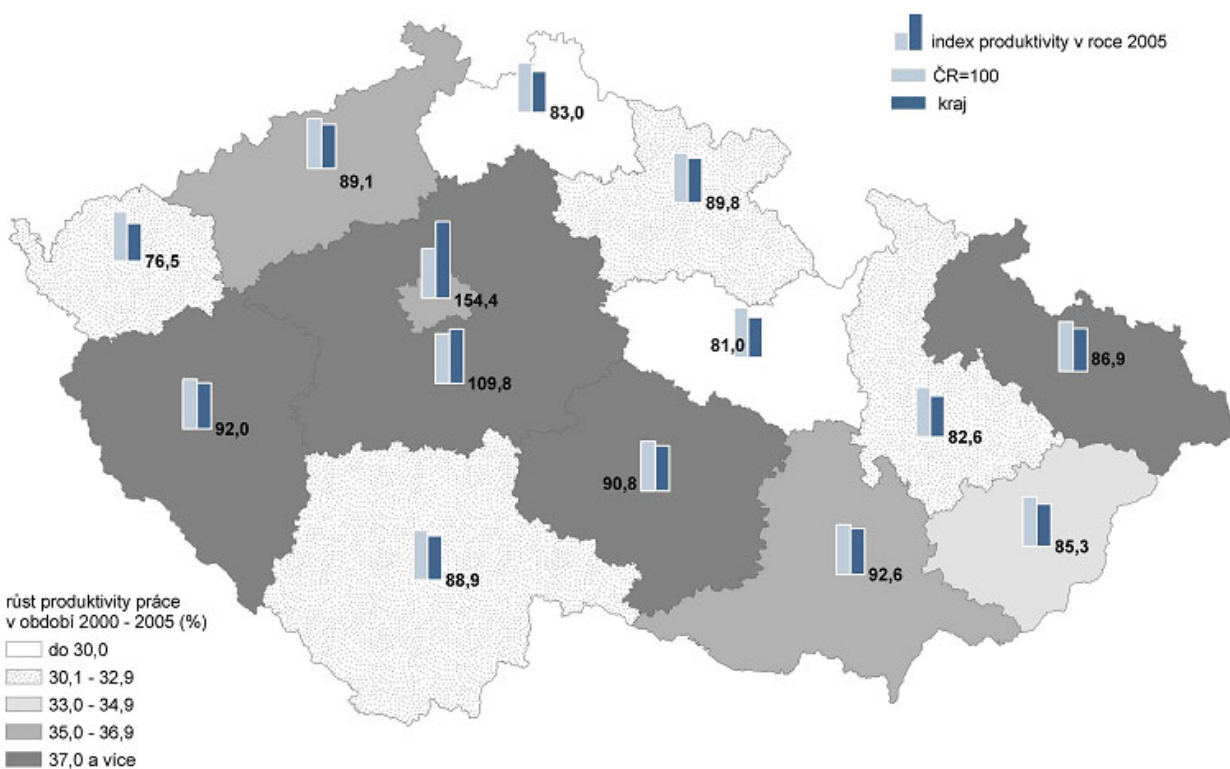 index produktivity v roce 2005
ČR=100
kraj
83,0
89,1
89,8
76,5
154,4
81,0
86,9
109,8
92,0
82,6
90,8
85,3
92,6
88,9
růst produktivity práce
v období 2000 - 2005 (%)
do 30,0
30,1 - 32,9
33,0 - 34,9
35,0 - 36,9
37,0 a více